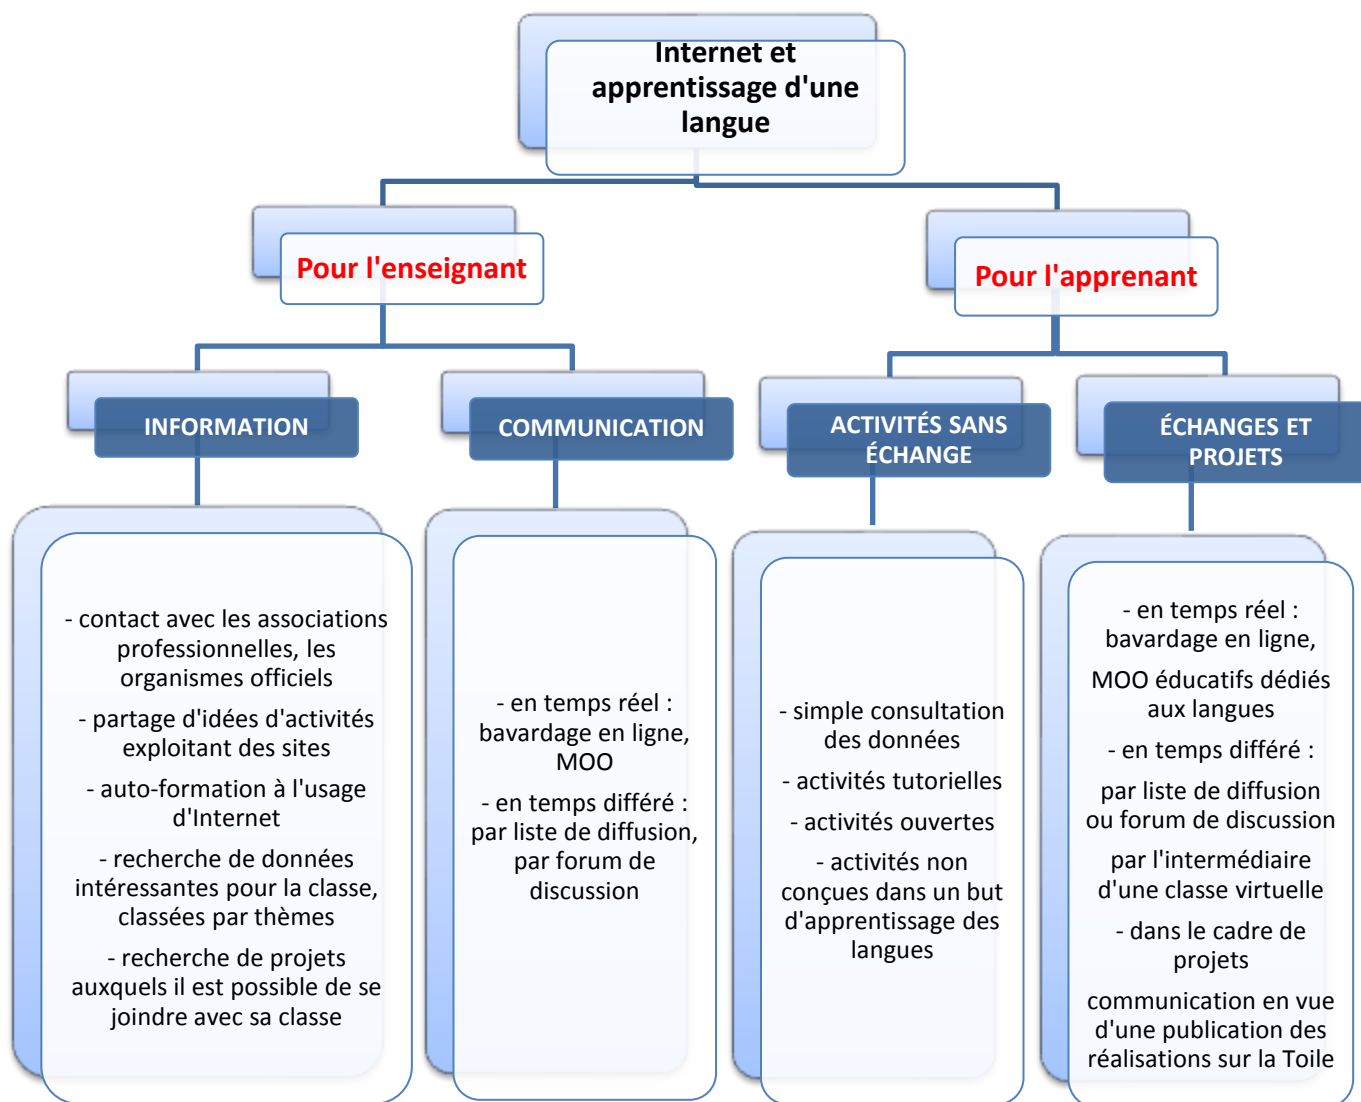 Internet et
apprentissage d'une
langue
Pour l'enseignant
Pour l'apprenant
INFORMATION
COMMUNICATION
ACTIVITÉS SANS
ÉCHANGE
ÉCHANGES ET
PROJETS
- contact avec les associations
professionnelles, les
organismes officiels
- partage d'idées d'activités
exploitant des sites
- auto-formation à l'usage
d'Internet
- recherche de données
intéressantes pour la classe,
classées par thèmes
- recherche de projets
auxquels il est possible de se
joindre avec sa classe
- en temps réel :
bavardage en ligne,
MOO
- en temps différé :
par liste de diffusion,
par forum de
discussion
- simple consultation
des données
- activités tutorielles
- activités ouvertes
- activités non
conçues dans un but
d'apprentissage des
langues
- en temps réel :
bavardage en ligne,
MOO éducatifs dédiés
aux langues
- en temps différé :
par liste de diffusion
ou forum de discussion
par l'intermédiaire
d'une classe virtuelle
- dans le cadre de
projets
communication en vue
d'une publication des
réalisations sur la Toile